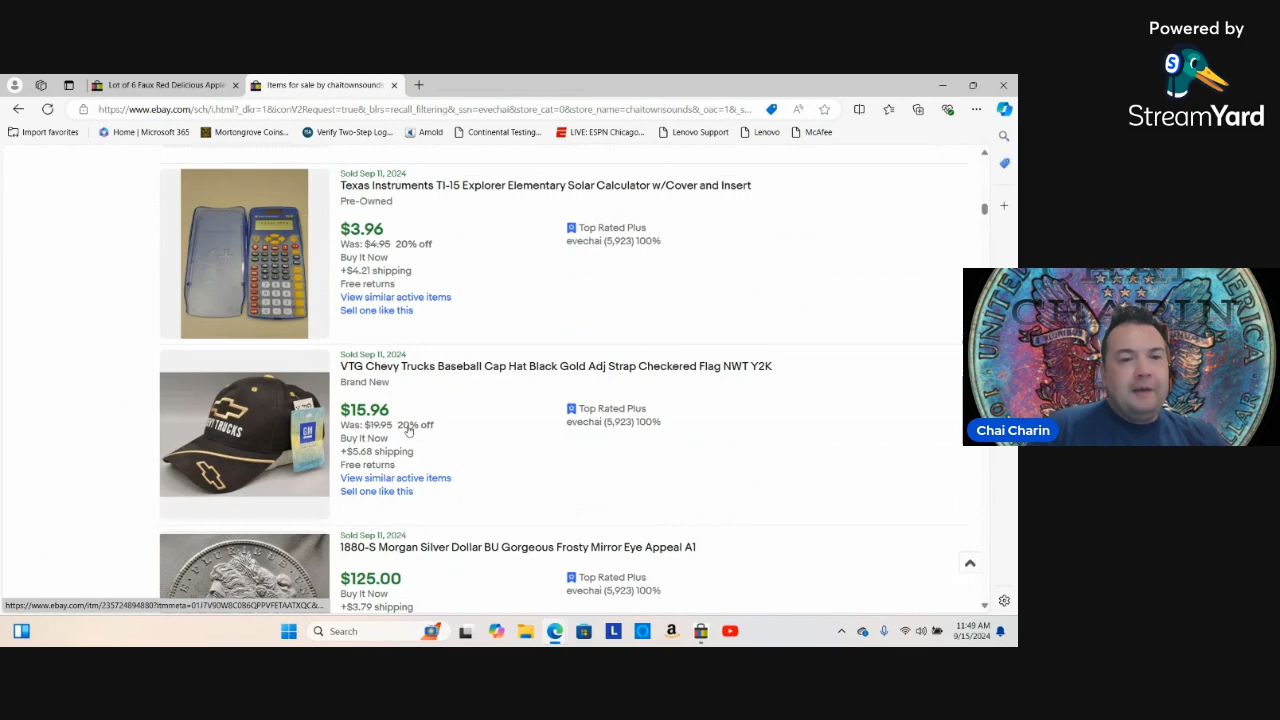 Powered by
StreamYard
Lot of 6 Faux Red Delicious Apple
Items for sale by chaitownsounds
https://www.ebay.com/sch/i.html?_dkr=1&iconV2Request=true&_blrs=recall_filtering&_ssn=evechai&store_cat=0&store_name=chaitownsounds&_oac=1&_s...
Import favorites
Home | Microsoft 365
Mortongrove Coins...
Verify Two-Step Log...
Arnold
Continental Testing...
LIVE: ESPN Chicago...
Lenovo Support
Lenovo
McAfee
Sold Sep 11, 2024
Texas Instruments TI-15 Explorer Elementary Solar Calculator w/Cover and Insert
Pre-Owned
$3.96
Was: $4.95 20% off
Buy It Now
+$4.21 shipping
Free returns
View similar active items
Sell one like this
Top Rated Plus
evechai (5,923) 100%
Sold Sep 11, 2024
VTG Chevy Trucks Baseball Cap Hat Black Gold Adj Strap Checkered Flag NWT Y2K
Brand New
$15.96
Was: $19.95 20% off
Buy It Now
+$5.68 shipping
Free returns
View similar active items
Sell one like this
Top Rated Plus
evechai (5,923) 100%
GM
TRUCKS
Sold Sep 11, 2024
1880-S Morgan Silver Dollar BU Gorgeous Frosty Mirror Eye Appeal A1
$125.00
Buy It Now
+$3.79 shipping
Top Rated Plus
evechai (5,923) 100%
CHARIN
UNITED
DOLLAR
Chai Charin
Search
11:49 AM
9/15/2024